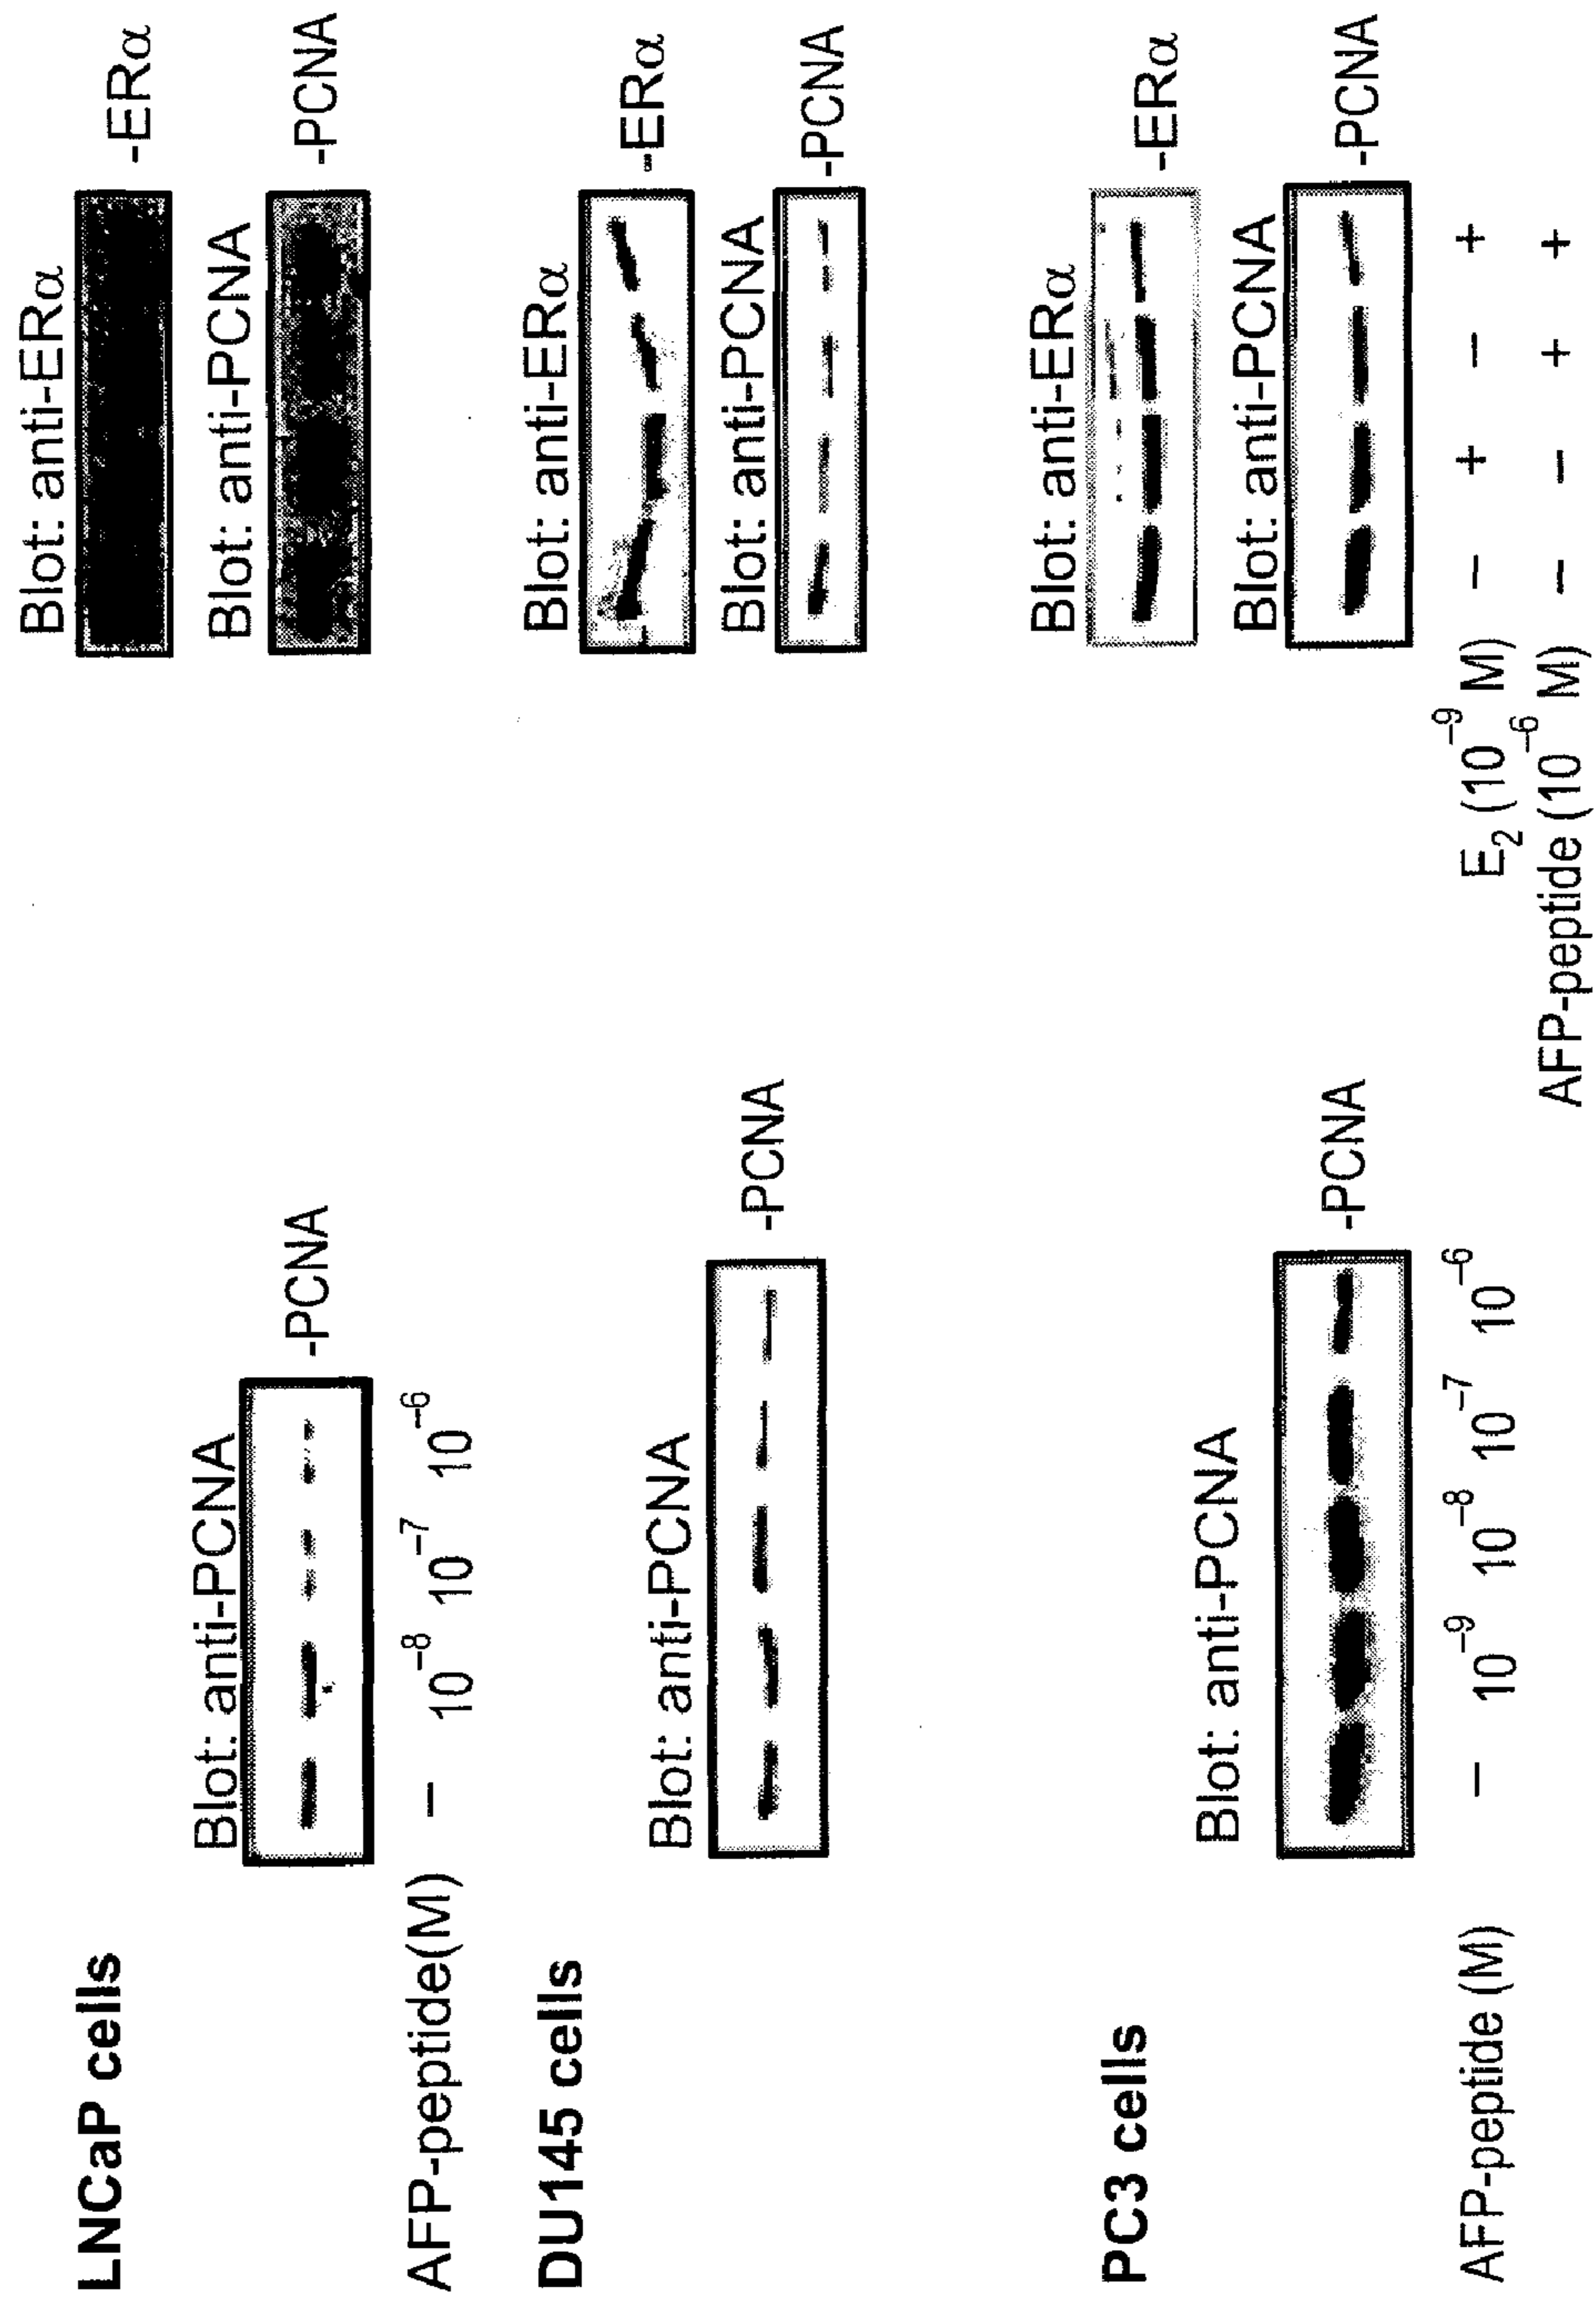 LNCaP cells
Blot: anti-PCNA
-PCNA
AFP-peptide(M) – 10⁻⁸ 10⁻⁷ 10⁻⁶
Blot: anti-ERα
-ERα
Blot: anti-PCNA
-PCNA
DU145 cells
Blot: anti-PCNA
-PCNA
Blot: anti-ERα
-ERα
Blot: anti-PCNA
-PCNA
PC3 cells
Blot: anti-PCNA
-PCNA
AFP-peptide (M) – 10⁻⁹ 10⁻⁸ 10⁻⁷ 10⁻⁶
Blot: anti-ERα
-ERα
Blot: anti-PCNA
-PCNA
E₂ (10⁻⁹ M) – + – +
AFP-peptide (10⁻⁶ M) – – + +